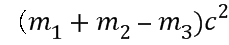 (m₁ + m₂ – m₃)c²